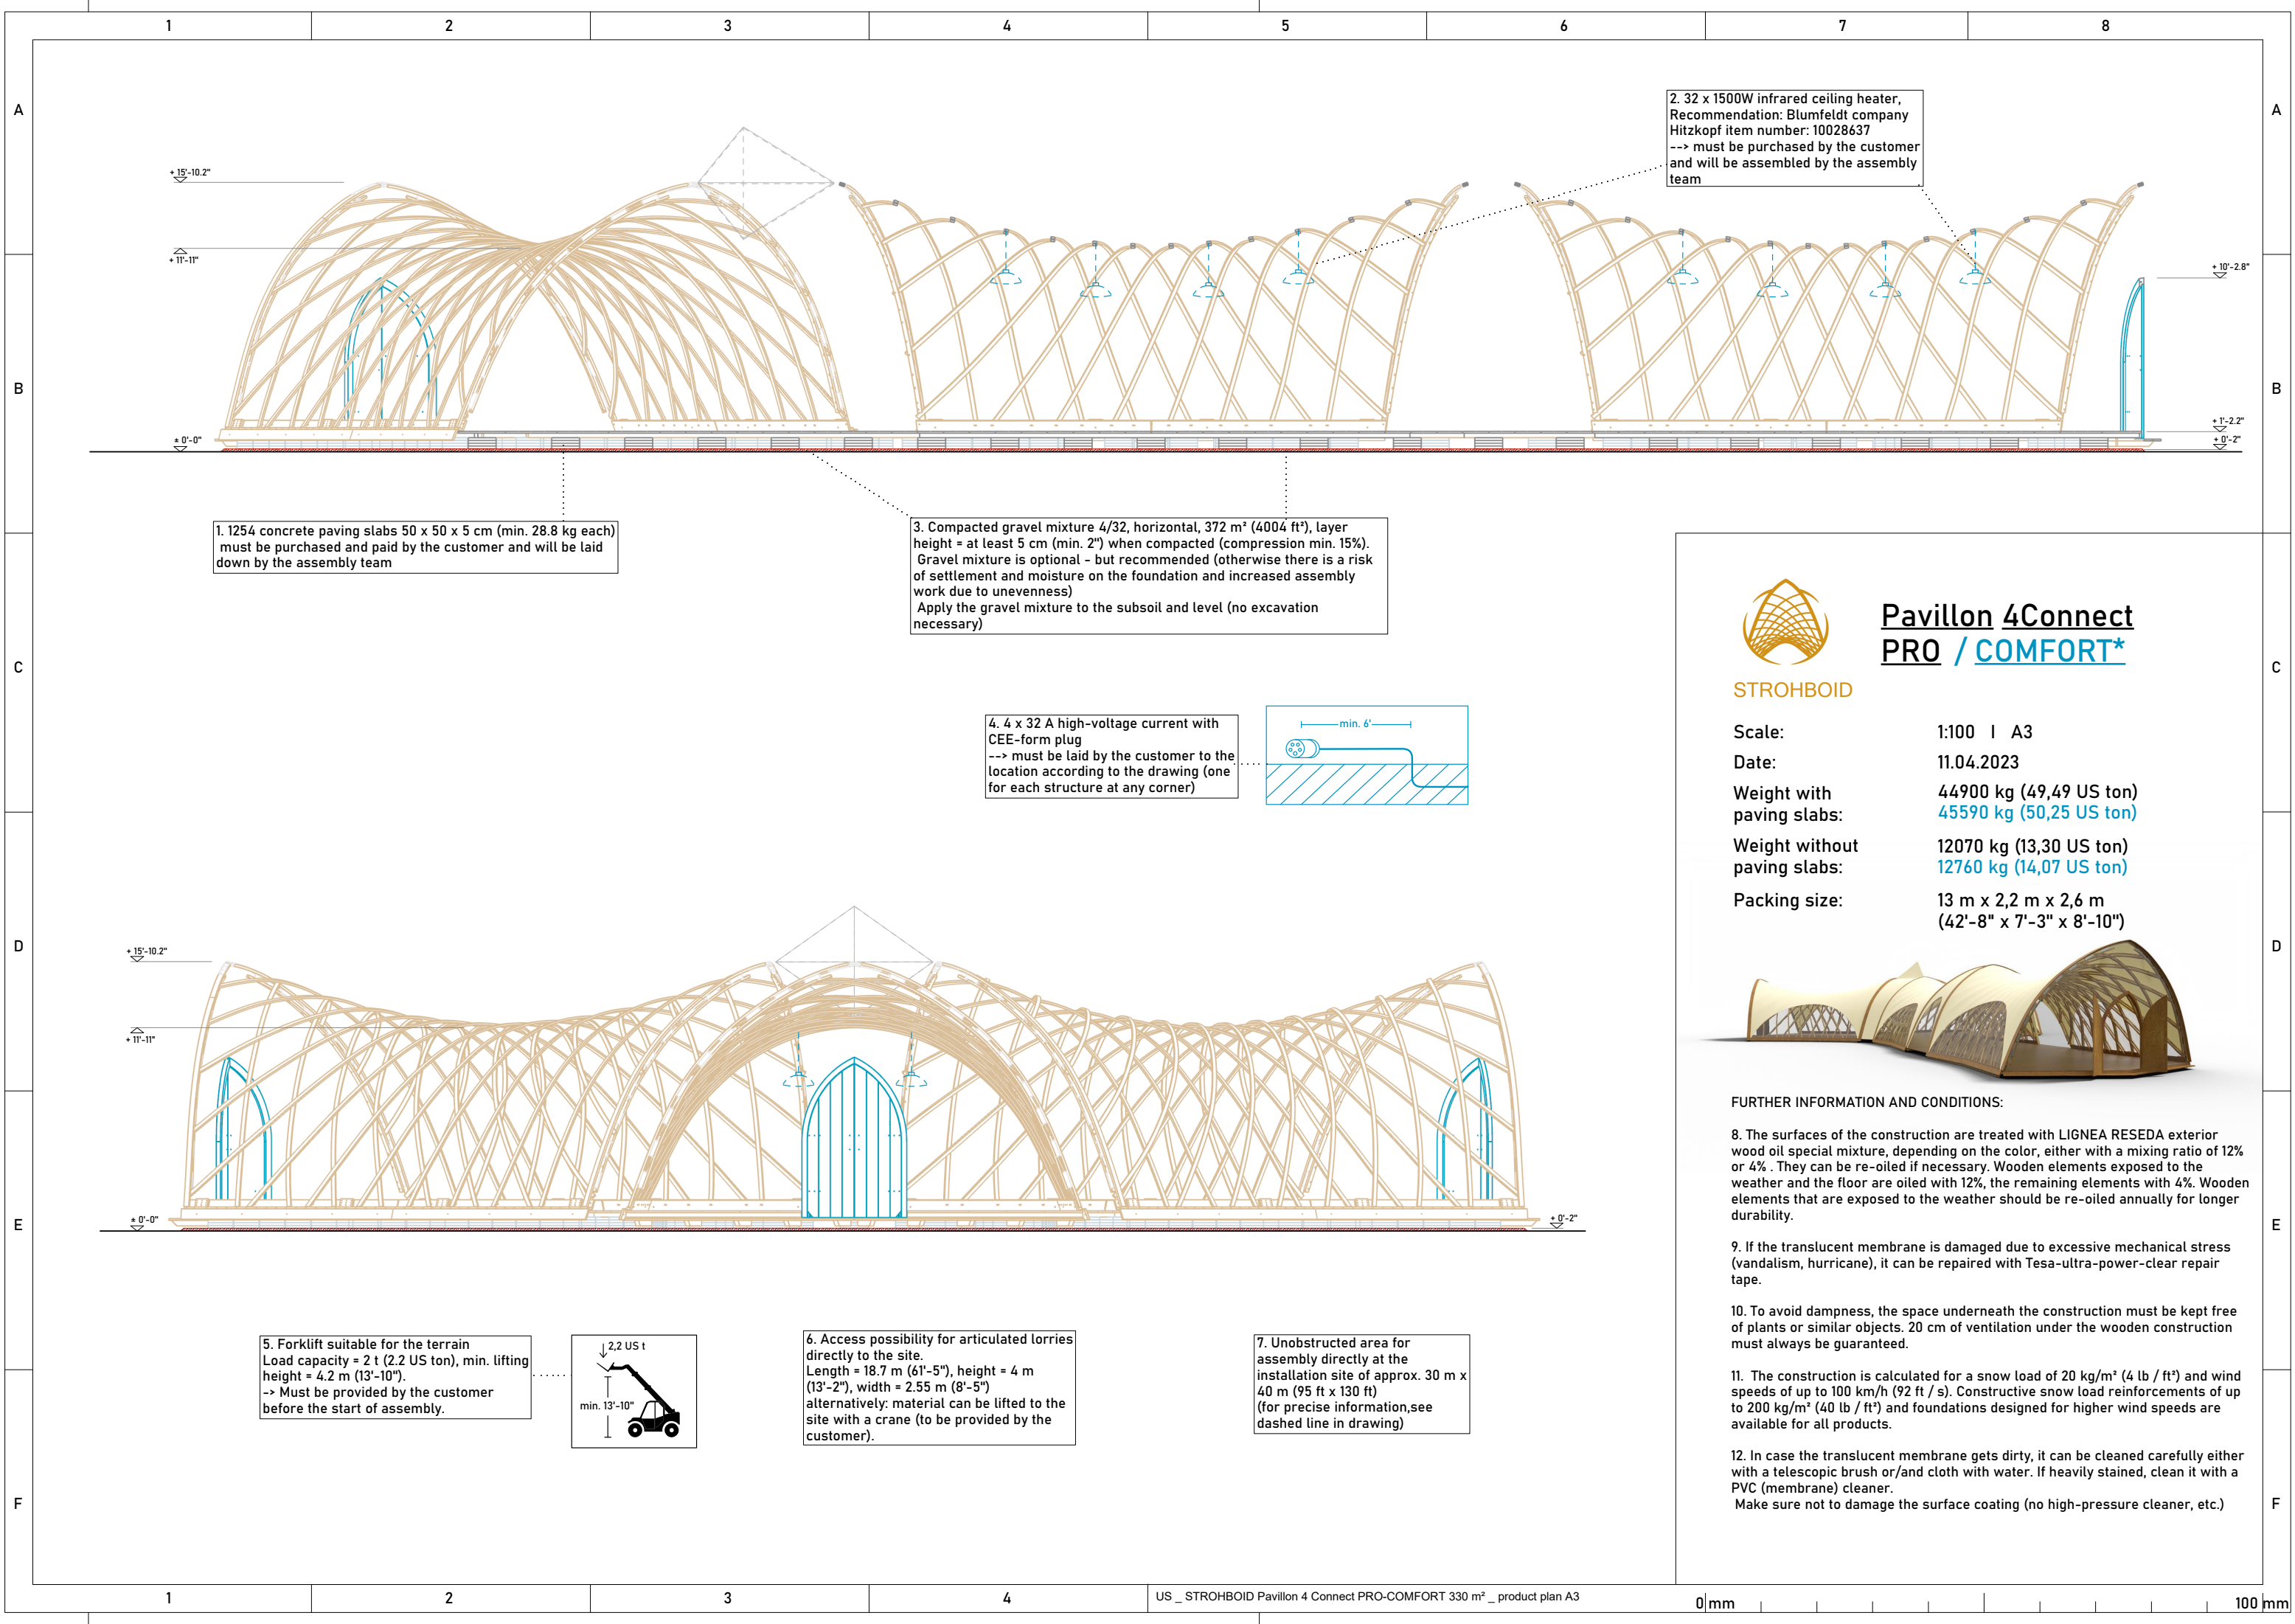 1 2 3 4 5 6 7 8
A A
2. 32 x 1500W infrared ceiling heater,
Recommendation: Blumfeldt company
Hitzkopf item number: 10028637
--> must be purchased by the customer
and will be assembled by the assembly
team
+ 15'-10.2"
+ 11'-11"
+ 10'-2.8"
B B
+ 1'-2.2"
± 0'-0"
+ 0'-2"
1. 1254 concrete paving slabs 50 x 50 x 5 cm (min. 28.8 kg each)
must be purchased and paid by the customer and will be laid
down by the assembly team
3. Compacted gravel mixture 4/32, horizontal, 372 m² (4004 ft²), layer
height = at least 5 cm (min. 2") when compacted (compression min. 15%).
Gravel mixture is optional - but recommended (otherwise there is a risk
of settlement and moisture on the foundation and increased assembly
work due to unevenness)
Apply the gravel mixture to the subsoil and level (no excavation
necessary)
C C
STROHBOID
Pavillon 4Connect
PRO / COMFORT*
4. 4 x 32 A high-voltage current with
CEE-form plug
--> must be laid by the customer to the
location according to the drawing (one
for each structure at any corner)
min. 6'
Scale: 1:100 I A3
Date: 11.04.2023
Weight with 44900 kg (49,49 US ton)
paving slabs: 45590 kg (50,25 US ton)
Weight without 12070 kg (13,30 US ton)
paving slabs: 12760 kg (14,07 US ton)
Packing size: 13 m x 2,2 m x 2,6 m
(42'-8" x 7'-3" x 8'-10")
D D
+ 15'-10.2"
+ 11'-11"
± 0'-0"
+ 0'-2"
E E
5. Forklift suitable for the terrain
Load capacity = 2 t (2.2 US ton), min. lifting
height = 4.2 m (13'-10").
-> Must be provided by the customer
before the start of assembly.
2,2 US t
min. 13'-10"
6. Access possibility for articulated lorries
directly to the site.
Length = 18.7 m (61'-5"), height = 4 m
(13'-2"), width = 2.55 m (8'-5")
alternatively: material can be lifted to the
site with a crane (to be provided by the
customer).
7. Unobstructed area for
assembly directly at the
installation site of approx. 30 m x
40 m (95 ft x 130 ft)
(for precise information,see
dashed line in drawing)
FURTHER INFORMATION AND CONDITIONS:
8. The surfaces of the construction are treated with LIGNEA RESEDA exterior
wood oil special mixture, depending on the color, either with a mixing ratio of 12%
or 4% . They can be re-oiled if necessary. Wooden elements exposed to the
weather and the floor are oiled with 12%, the remaining elements with 4%. Wooden
elements that are exposed to the weather should be re-oiled annually for longer
durability.
9. If the translucent membrane is damaged due to excessive mechanical stress
(vandalism, hurricane), it can be repaired with Tesa-ultra-power-clear repair
tape.
10. To avoid dampness, the space underneath the construction must be kept free
of plants or similar objects. 20 cm of ventilation under the wooden construction
must always be guaranteed.
11. The construction is calculated for a snow load of 20 kg/m² (4 lb / ft²) and wind
speeds of up to 100 km/h (92 ft / s). Constructive snow load reinforcements of up
to 200 kg/m² (40 lb / ft²) and foundations designed for higher wind speeds are
available for all products.
12. In case the translucent membrane gets dirty, it can be cleaned carefully either
with a telescopic brush or/and cloth with water. If heavily stained, clean it with a
PVC (membrane) cleaner.
Make sure not to damage the surface coating (no high-pressure cleaner, etc.)
F F
1 2 3 4
US _ STROHBOID Pavillon 4 Connect PRO-COMFORT 330 m² _ product plan A3
0 mm 100 mm